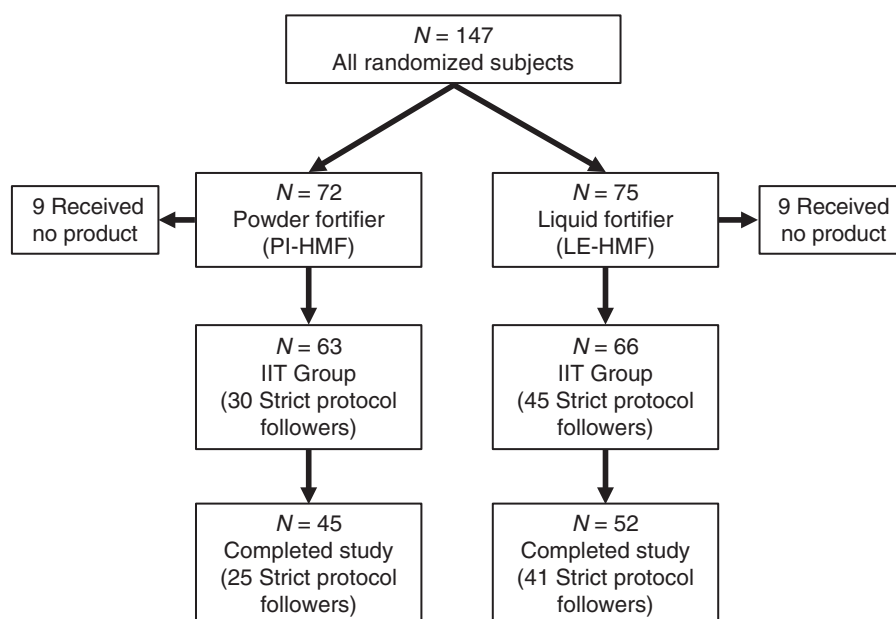 N = 147
All randomized subjects
9 Received
no product
N = 72
Powder fortifier
(PI-HMF)
N = 75
Liquid fortifier
(LE-HMF)
9 Received
no product
N = 63
IIT Group
(30 Strict protocol
followers)
N = 66
IIT Group
(45 Strict protocol
followers)
N = 45
Completed study
(25 Strict protocol
followers)
N = 52
Completed study
(41 Strict protocol
followers)